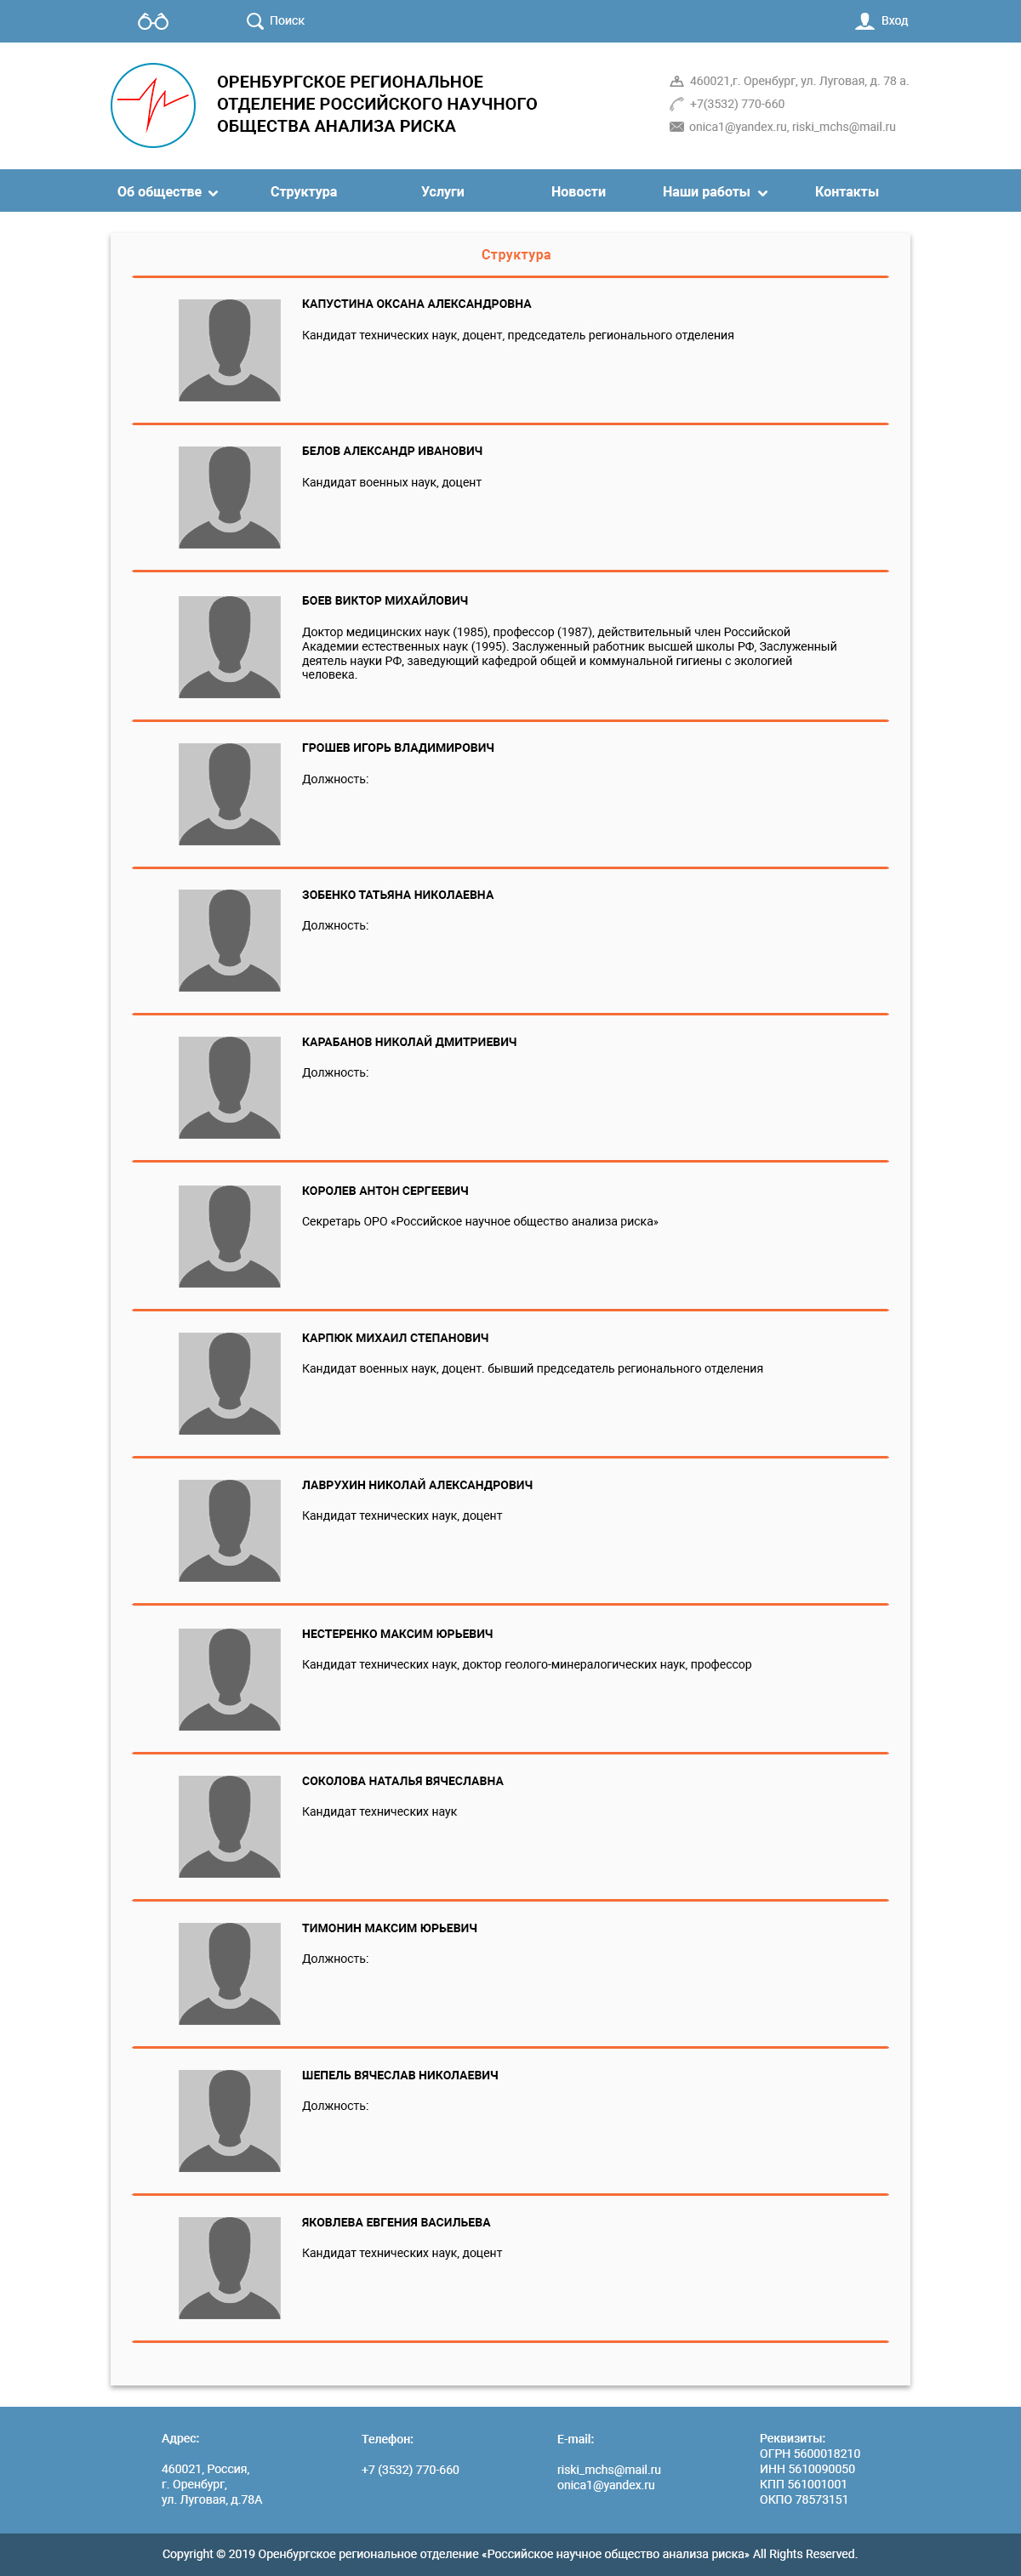 Поиск
Вход
ОРЕНБУРГСКОЕ РЕГИОНАЛЬНОЕ
ОТДЕЛЕНИЕ РОССИЙСКОГО НАУЧНОГО
ОБЩЕСТВА АНАЛИЗА РИСКА
460021,г. Оренбург, ул. Луговая, д. 78 а.
+7(3532) 770-660
onica1@yandex.ru, riski_mchs@mail.ru
Об обществе
Структура
Услуги
Новости
Наши работы
Контакты
Структура
КАПУСТИНА ОКСАНА АЛЕКСАНДРОВНА
Кандидат технических наук, доцент, председатель регионального отделения
БЕЛОВ АЛЕКСАНДР ИВАНОВИЧ
Кандидат военных наук, доцент
БОЕВ ВИКТОР МИХАЙЛОВИЧ
Доктор медицинских наук (1985), профессор (1987), действительный член Российской
Академии естественных наук (1995). Заслуженный работник высшей школы РФ, Заслуженный
деятель науки РФ, заведующий кафедрой общей и коммунальной гигиены с экологией
человека.
ГРОШЕВ ИГОРЬ ВЛАДИМИРОВИЧ
Должность:
ЗОБЕНКО ТАТЬЯНА НИКОЛАЕВНА
Должность:
КАРАБАНОВ НИКОЛАЙ ДМИТРИЕВИЧ
Должность:
КОРОЛЕВ АНТОН СЕРГЕЕВИЧ
Секретарь ОРО «Российское научное общество анализа риска»
КАРПЮК МИХАИЛ СТЕПАНОВИЧ
Кандидат военных наук, доцент. бывший председатель регионального отделения
ЛАВРУХИН НИКОЛАЙ АЛЕКСАНДРОВИЧ
Кандидат технических наук, доцент
НЕСТЕРЕНКО МАКСИМ ЮРЬЕВИЧ
Кандидат технических наук, доктор геолого-минералогических наук, профессор
СОКОЛОВА НАТАЛЬЯ ВЯЧЕСЛАВНА
Кандидат технических наук
ТИМОНИН МАКСИМ ЮРЬЕВИЧ
Должность:
ШЕПЕЛЬ ВЯЧЕСЛАВ НИКОЛАЕВИЧ
Должность:
ЯКОВЛЕВА ЕВГЕНИЯ ВАСИЛЬЕВА
Кандидат технических наук, доцент
Адрес:
460021, Россия,
г. Оренбург,
ул. Луговая, д.78А
Телефон:
+7 (3532) 770-660
E-mail:
riski_mchs@mail.ru
onica1@yandex.ru
Реквизиты:
ОГРН 5600018210
ИНН 5610090050
КПП 561001001
ОКПО 78573151
Copyright © 2019 Оренбургское региональное отделение «Российское научное общество анализа риска» All Rights Reserved.